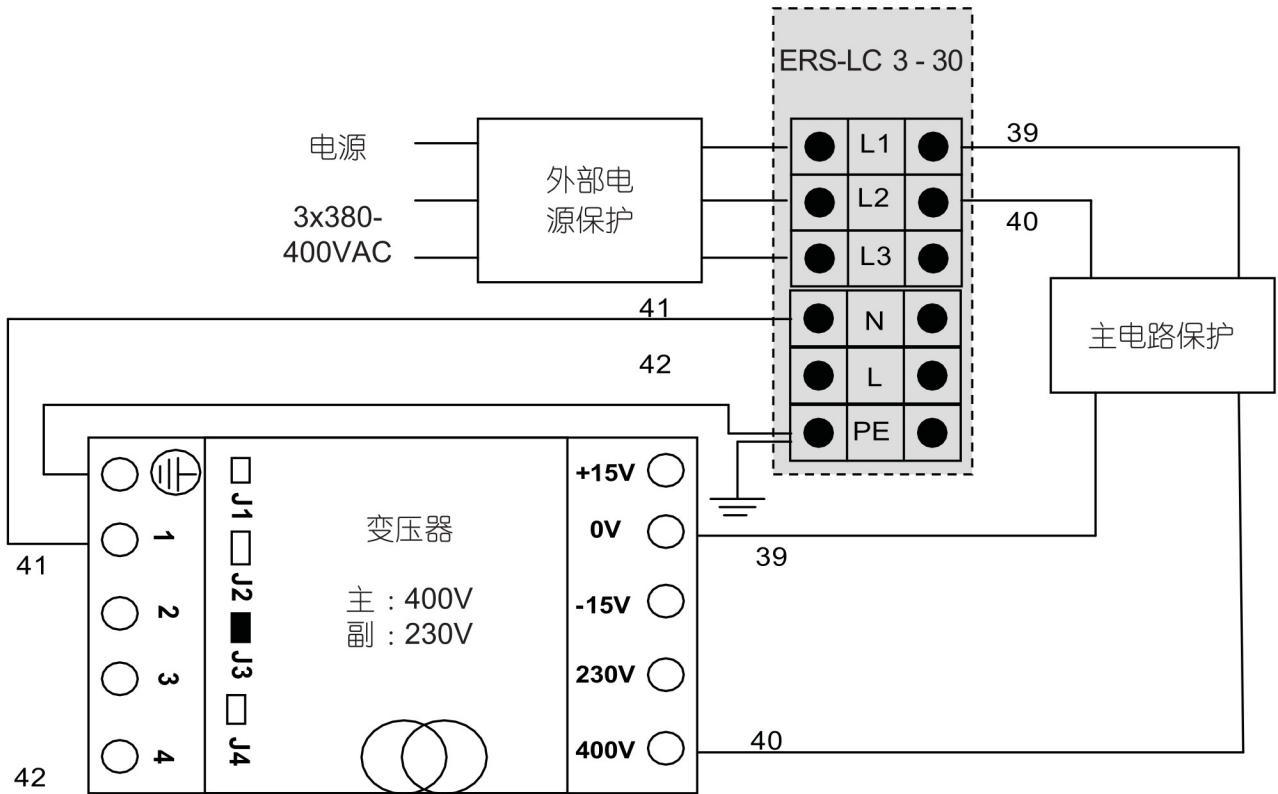 ERS-LC 3 - 30
电源
3x380-
400VAC
外部电
源保护
L1
L2
L3
N
L
PE
39
40
41
42
主电路保护
41
42
1
2
3
4
J1
J2
J3
J4
变压器
主：400V
副：230V
+15V
0V
-15V
230V
400V
39
40